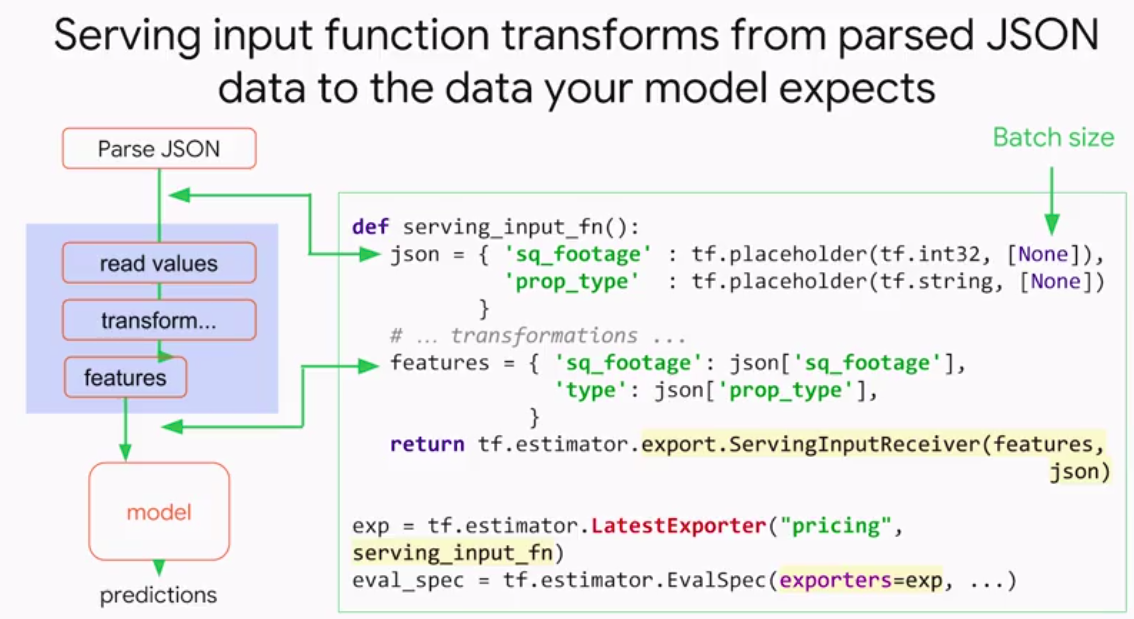 Serving input function transforms from parsed JSON
data to the data your model expects
Parse JSON
read values
transform...
features
model
predictions
Batch size
def serving_input_fn():
json = { 'sq_footage' : tf.placeholder(tf.int32, [None]),
'prop_type' : tf.placeholder(tf.string, [None])
}
# … transformations ...
features = { 'sq_footage': json['sq_footage'],
'type': json['prop_type'],
}
return tf.estimator.export.ServingInputReceiver(features,
json)
exp = tf.estimator.LatestExporter("pricing",
serving_input_fn)
eval_spec = tf.estimator.EvalSpec(exporters=exp, ...)